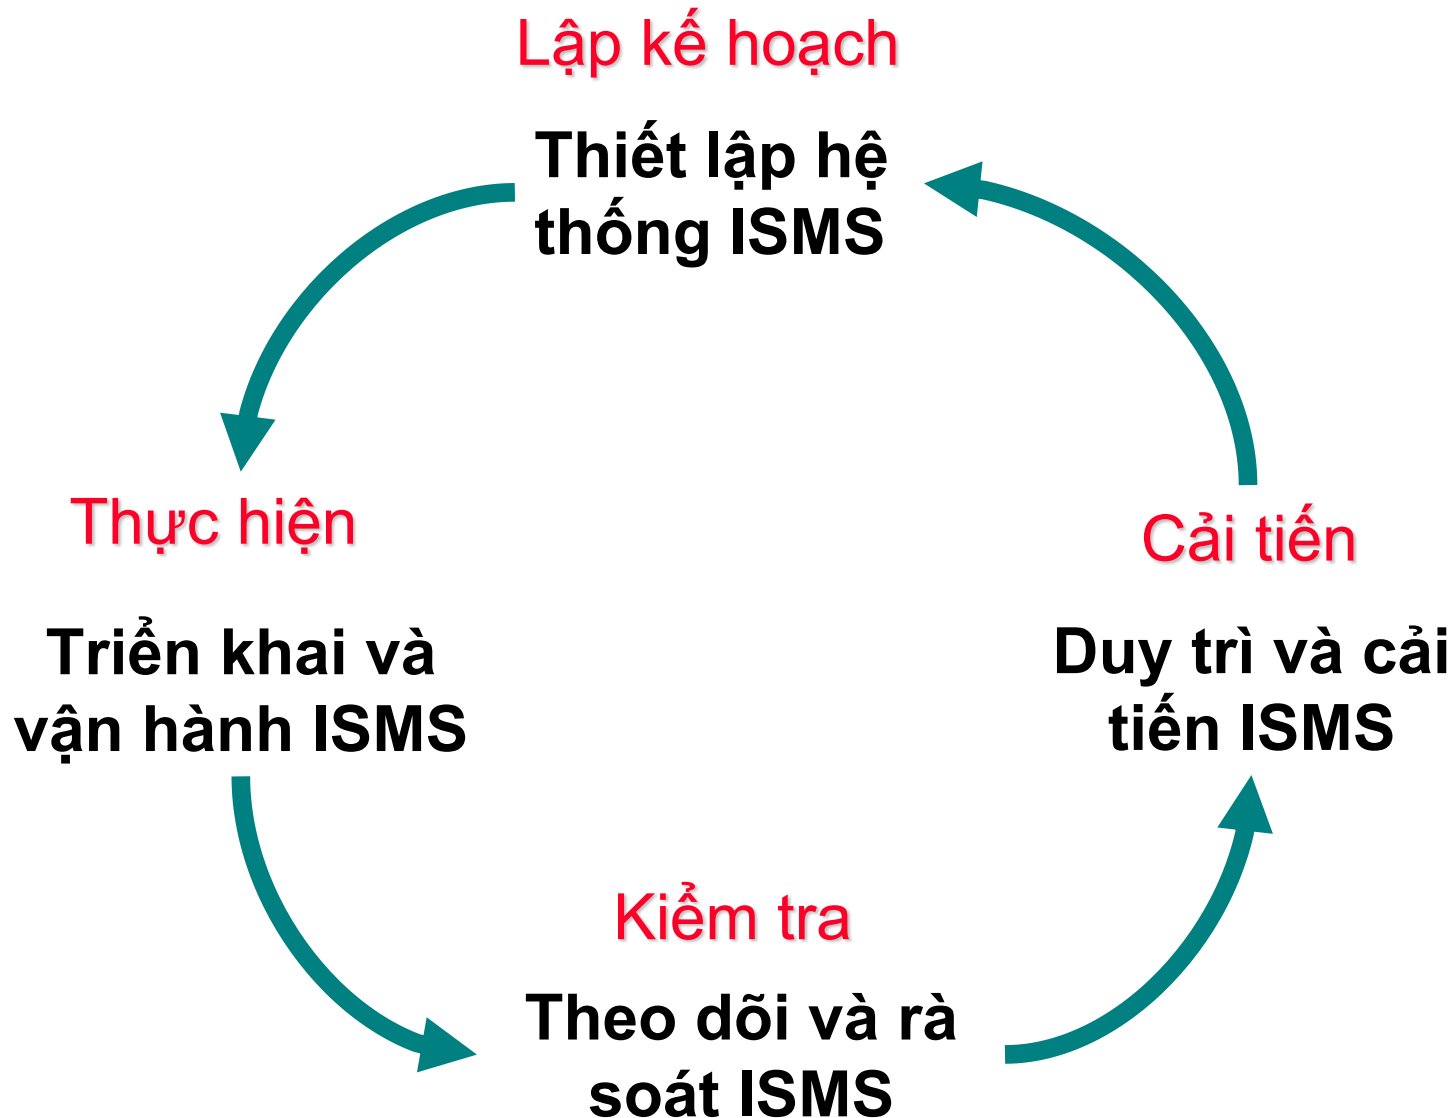 Lập kế hoạch
Thiết lập hệ
thống ISMS
Thực hiện
Triển khai và
vận hành ISMS
Cải tiến
Duy trì và cải
tiến ISMS
Kiểm tra
Theo dõi và rà
soát ISMS